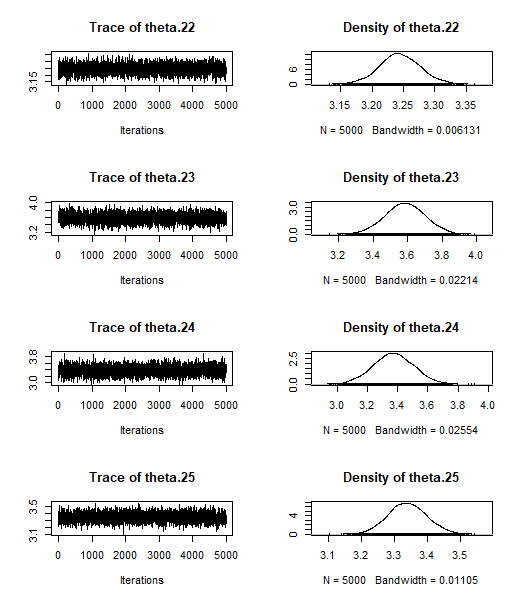 Trace of theta.22
3.15
0 1000 2000 3000 4000 5000
Iterations
Density of theta.22
0 6
3.15 3.20 3.25 3.30 3.35
N = 5000 Bandwidth = 0.006131
Trace of theta.23
3.2 4.0
0 1000 2000 3000 4000 5000
Iterations
Density of theta.23
0.0 3.0
3.2 3.4 3.6 3.8 4.0
N = 5000 Bandwidth = 0.02214
Trace of theta.24
3.0 3.8
0 1000 2000 3000 4000 5000
Iterations
Density of theta.24
0.0 2.5
3.0 3.2 3.4 3.6 3.8 4.0
N = 5000 Bandwidth = 0.02554
Trace of theta.25
3.1 3.5
0 1000 2000 3000 4000 5000
Iterations
Density of theta.25
0 4
3.1 3.2 3.3 3.4 3.5
N = 5000 Bandwidth = 0.01105